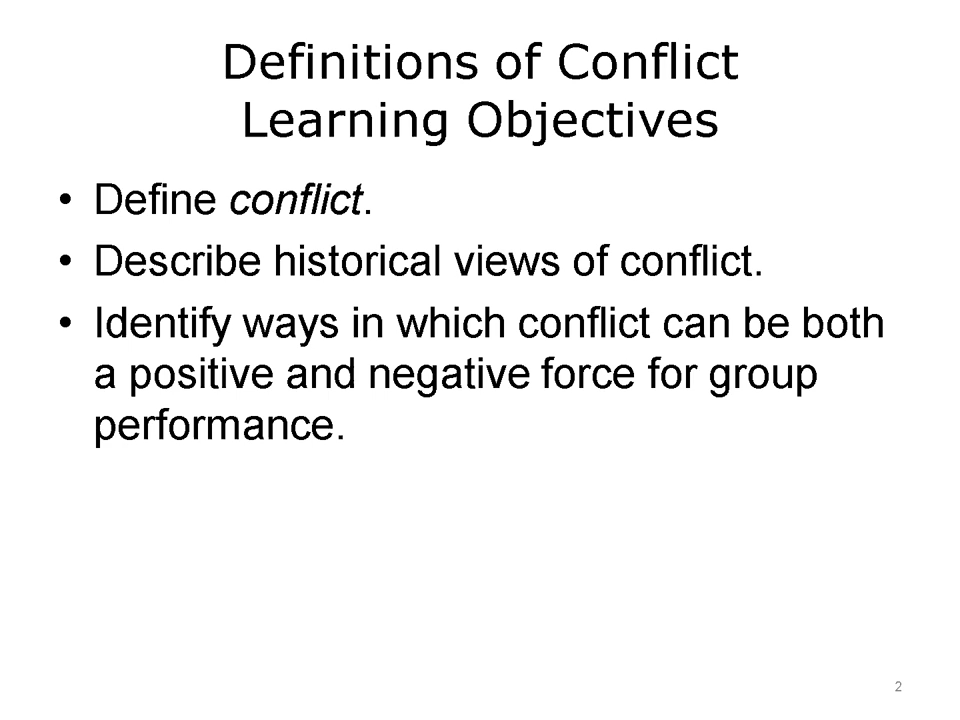 Definitions of Conflict
Learning Objectives
• Define conflict.
• Describe historical views of conflict.
• Identify ways in which conflict can be both
a positive and negative force for group
performance.
2